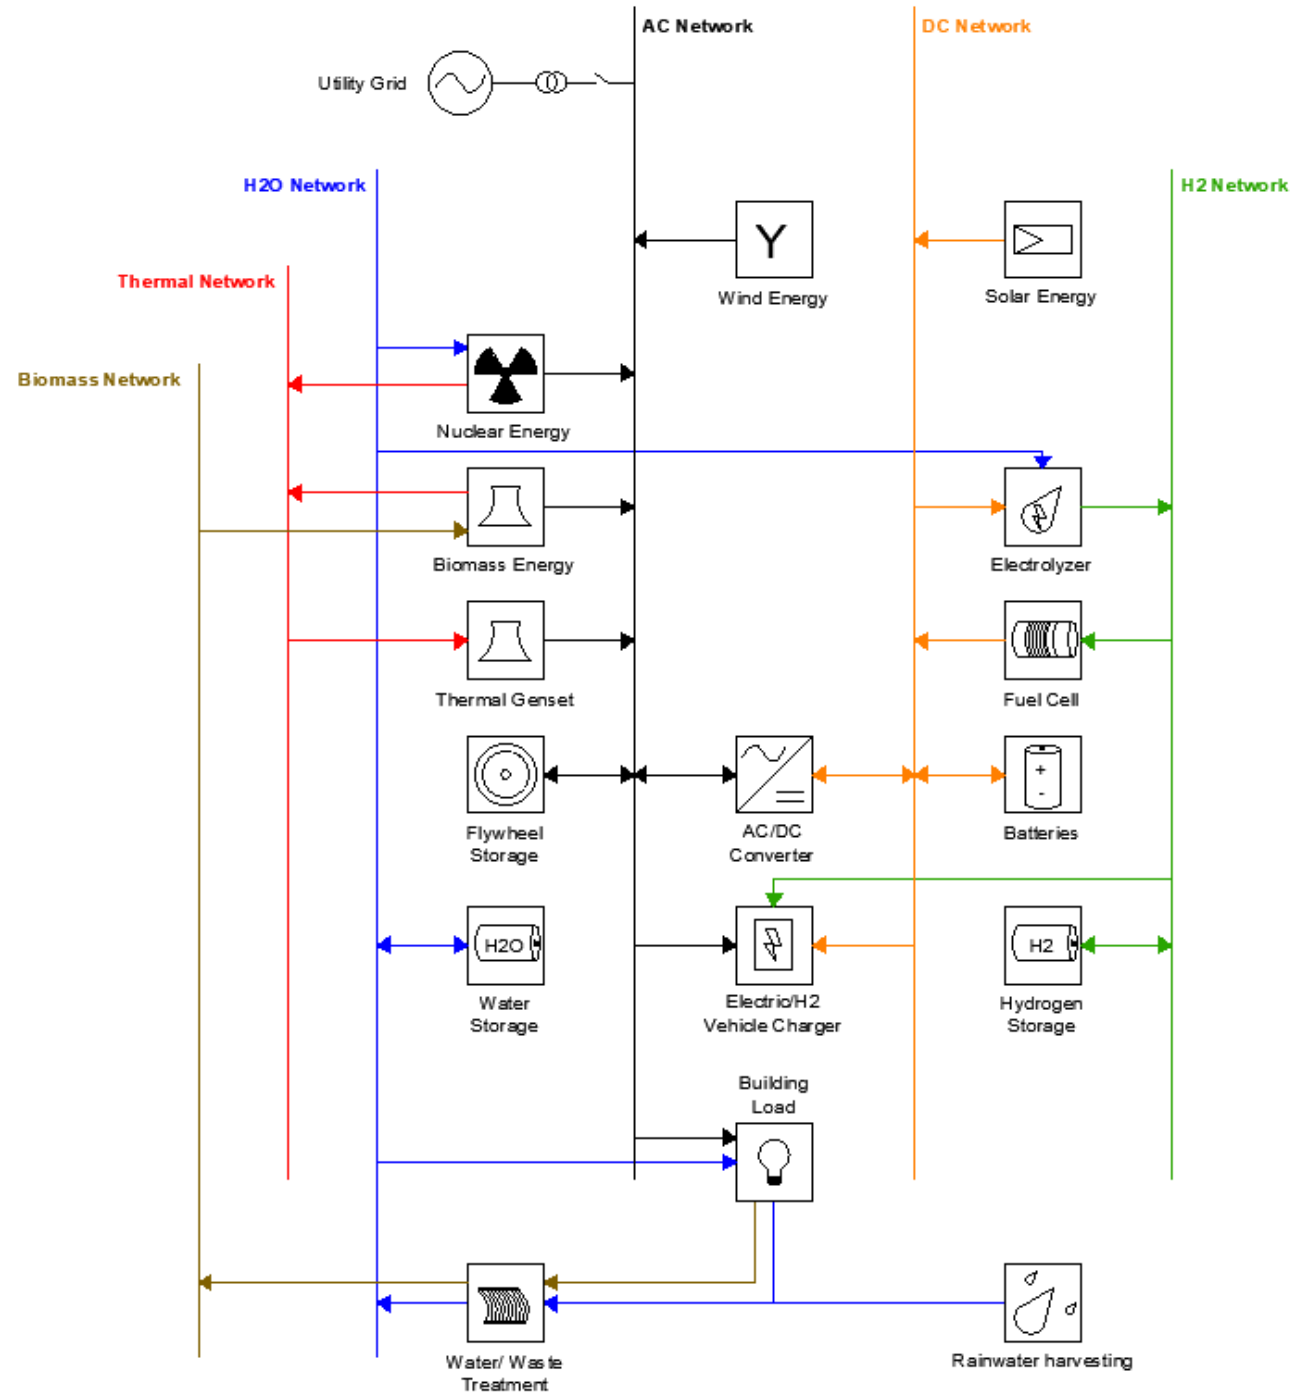 AC Network
DC Network
Utility Grid
H2O Network
H2 Network
Y
Wind Energy
Solar Energy
Thermal Network
Biomass Network
Nuclear Energy
Biomass Energy
Electrolyzer
Thermal Genset
Fuel Cell
+
-
Flywheel
Storage
AC/DC
Converter
Batteries
H2O
H2
Water
Storage
Electric/H2
Vehicle Charger
Hydrogen
Storage
Building
Load
Water/ Waste
Treatment
Rainwater harvesting